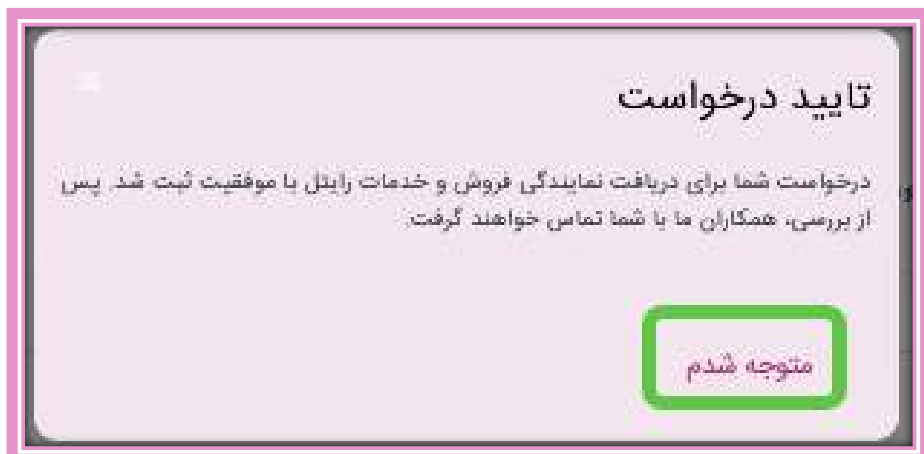 تایید درخواست
درخواست شما برای دریافت نمایندگی فروش و خدمات رایتل با موفقیت ثبت شد. پس
از بررسی، همکاران ما با شما تماس خواهند گرفت.
متوجه شدم